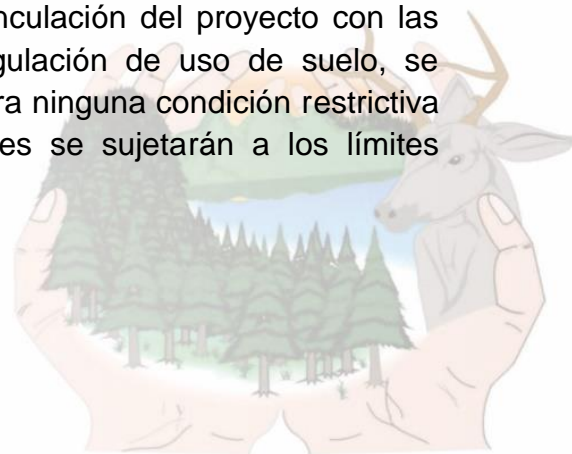 nculación del proyecto con las
gulación de uso de suelo, se
ra ninguna condición restrictiva
es se sujetarán a los límites